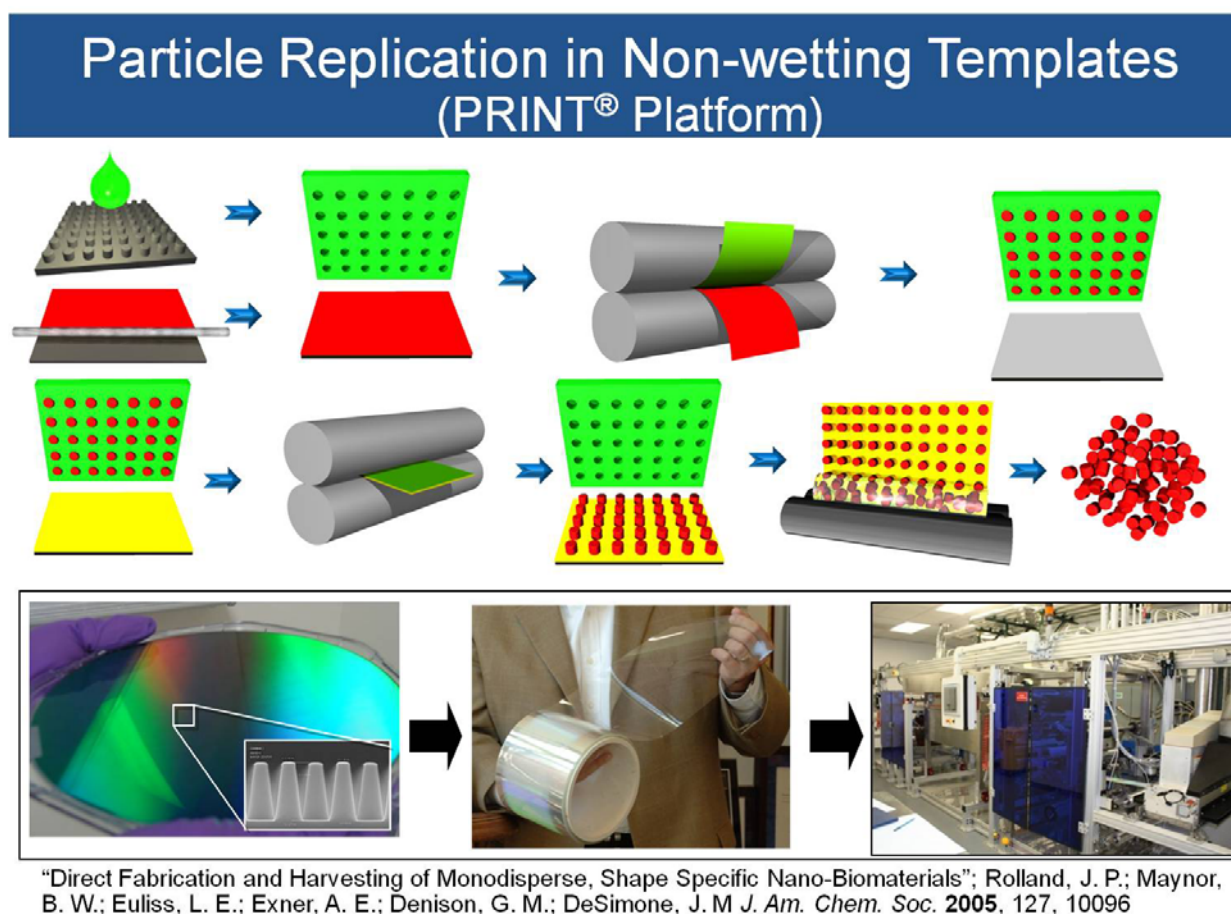 Particle Replication in Non-wetting Templates
(PRINT® Platform)
"Direct Fabrication and Harvesting of Monodisperse, Shape Specific Nano-Biomaterials"; Rolland, J. P.; Maynor,
B. W.; Euliss, L. E.; Exner, A. E.; Denison, G. M.; DeSimone, J. M J. Am. Chem. Soc. 2005, 127, 10096